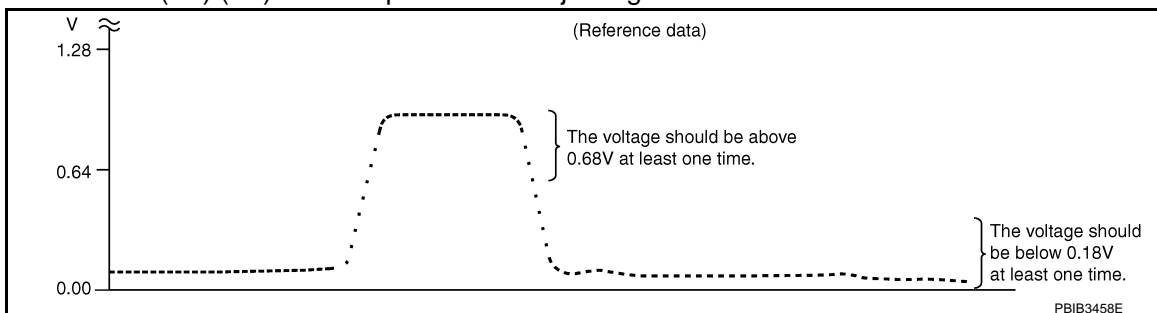 V
(Reference data)
1.28
The voltage should be above
0.68V at least one time.
0.64
The voltage should
be below 0.18V
at least one time.
0.00
PBIB3458E